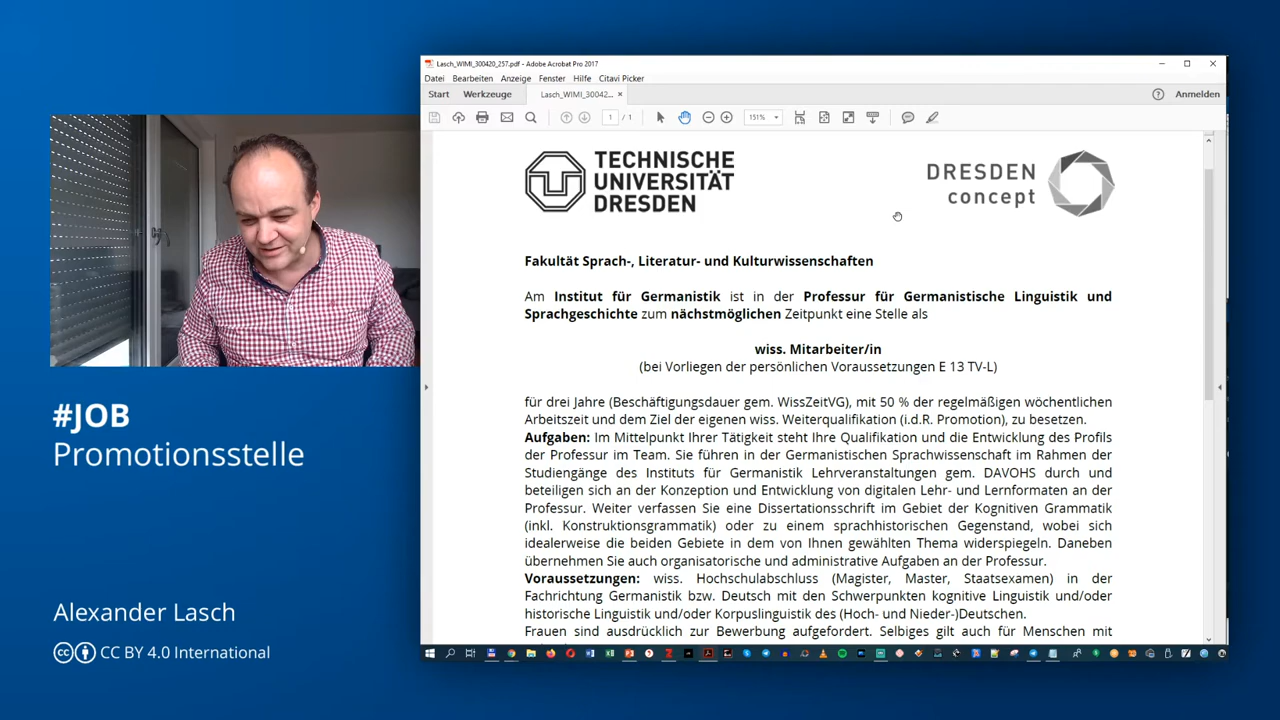 Lasch_WIMI_300420_257.pdf - Adobe Acrobat Pro 2017
Datei Bearbeiten Anzeige Fenster Hilfe Citavi Picker
Start Werkzeuge Lasch_WIMI_30042... × Anmelden
1 / 1 151%
TECHNISCHE
UNIVERSITÄT
DRESDEN
DRESDEN
concept
Fakultät Sprach-, Literatur- und Kulturwissenschaften
Am Institut für Germanistik ist in der Professur für Germanistische Linguistik und
Sprachgeschichte zum nächstmöglichen Zeitpunkt eine Stelle als
wiss. Mitarbeiter/in
(bei Vorliegen der persönlichen Voraussetzungen E 13 TV-L)
für drei Jahre (Beschäftigungsdauer gem. WissZeitVG), mit 50 % der regelmäßigen wöchentlichen
Arbeitszeit und dem Ziel der eigenen wiss. Weiterqualifikation (i.d.R. Promotion), zu besetzen.
Aufgaben: Im Mittelpunkt Ihrer Tätigkeit steht Ihre Qualifikation und die Entwicklung des Profils
der Professur im Team. Sie führen in der Germanistischen Sprachwissenschaft im Rahmen der
Studiengänge des Instituts für Germanistik Lehrveranstaltungen gem. DAVOHS durch und
beteiligen sich an der Konzeption und Entwicklung von digitalen Lehr- und Lernformaten an der
Professur. Weiter verfassen Sie eine Dissertationsschrift im Gebiet der Kognitiven Grammatik
(inkl. Konstruktionsgrammatik) oder zu einem sprachhistorischen Gegenstand, wobei sich
idealerweise die beiden Gebiete in dem von Ihnen gewählten Thema widerspiegeln. Daneben
übernehmen Sie auch organisatorische und administrative Aufgaben an der Professur.
Voraussetzungen: wiss. Hochschulabschluss (Magister, Master, Staatsexamen) in der
Fachrichtung Germanistik bzw. Deutsch mit den Schwerpunkten kognitive Linguistik und/oder
historische Linguistik und/oder Korpuslinguistik des (Hoch- und Nieder-)Deutschen.
Frauen sind ausdrücklich zur Bewerbung aufgefordert. Selbiges gilt auch für Menschen mit
#JOB
Promotionsstelle
Alexander Lasch
CC BY 4.0 International